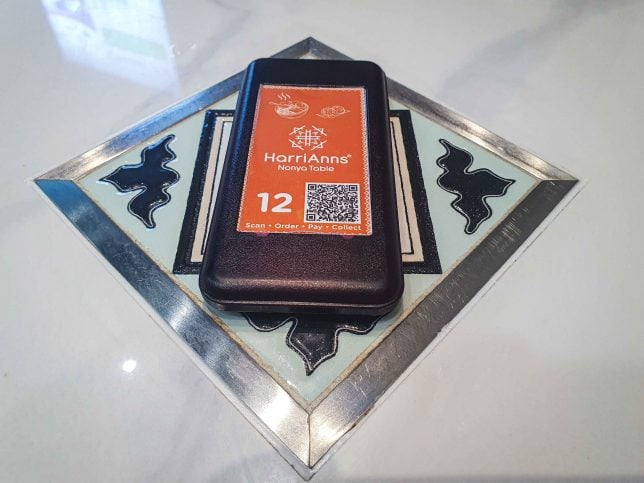 HarriAnns®
Nonya Table
12
Scan • Order • Pay • Collect